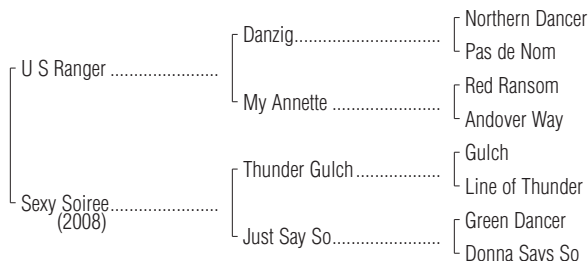 Northern Dancer
Danzig
Pas de Nom
U S Ranger
Red Ransom
My Annette
Andover Way
Gulch
Thunder Gulch
Line of Thunder
Sexy Soiree
(2008)
Green Dancer
Just Say So
Donna Says So